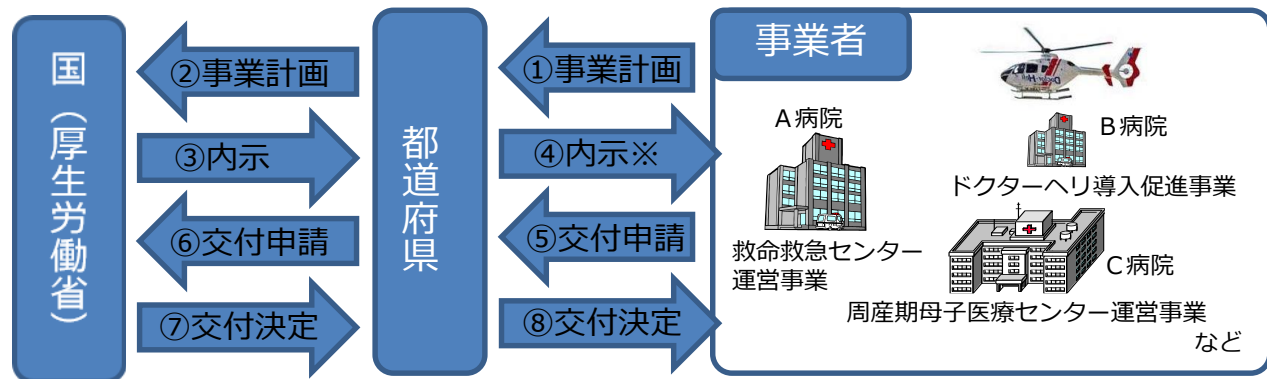 国（厚生労働省）
②事業計画
③内示
⑥交付申請
⑦交付決定
都道府県
①事業計画
④内示※
⑤交付申請
⑧交付決定
事業者
A病院
救命救急センター
運営事業
B病院
ドクターヘリ導入促進事業
C病院
周産期母子医療センター運営事業
など